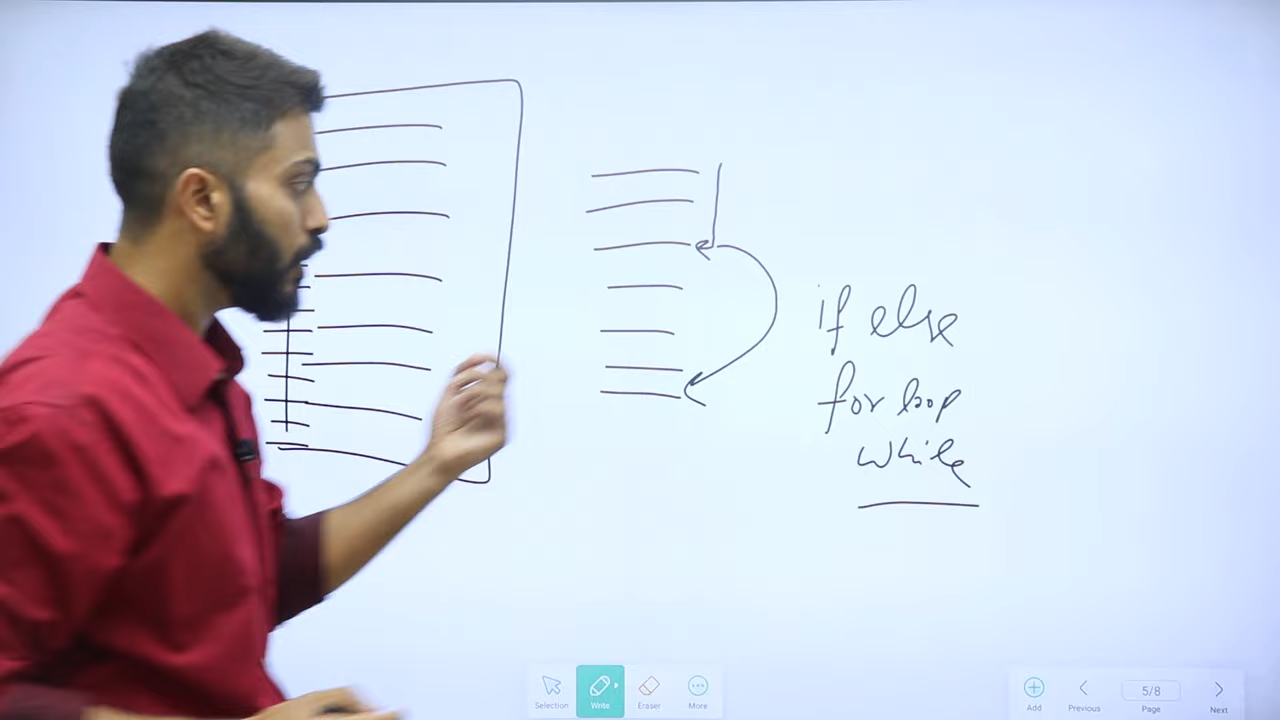 if else
for loop
while
Selection
Write
Eraser
More
Add
Previous
5/8
Page
Next